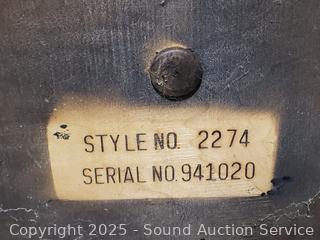 STYLE NO. 2274
SERIAL NO. 941020
Copyright © 2025 - Sound Auction Service